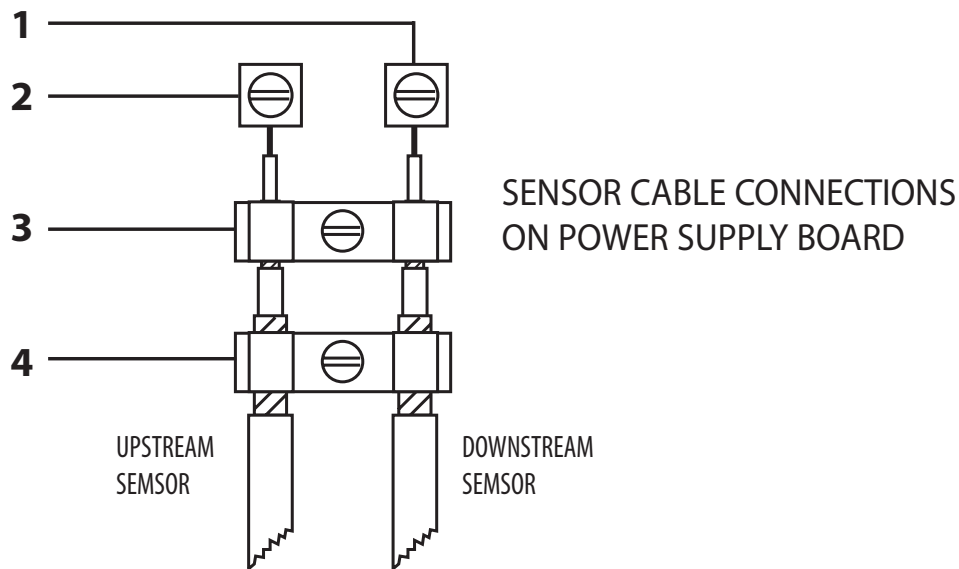 1
2
3
4
SENSOR CABLE CONNECTIONS
ON POWER SUPPLY BOARD
UPSTREAM
SEMSOR
DOWNSTREAM
SEMSOR